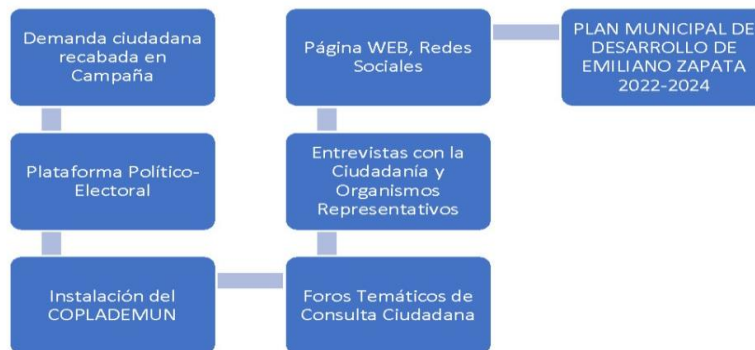 Demanda ciudadana
recabada en
Campaña
Plataforma Político-
Electoral
Instalación del
COPLADEMUN
Foros Temáticos de
Consulta Ciudadana
Entrevistas con la
Ciudadanía y
Organismos
Representativos
Página WEB, Redes
Sociales
PLAN MUNICIPAL DE
DESARROLLO DE
EMILIANO ZAPATA
2022-2024